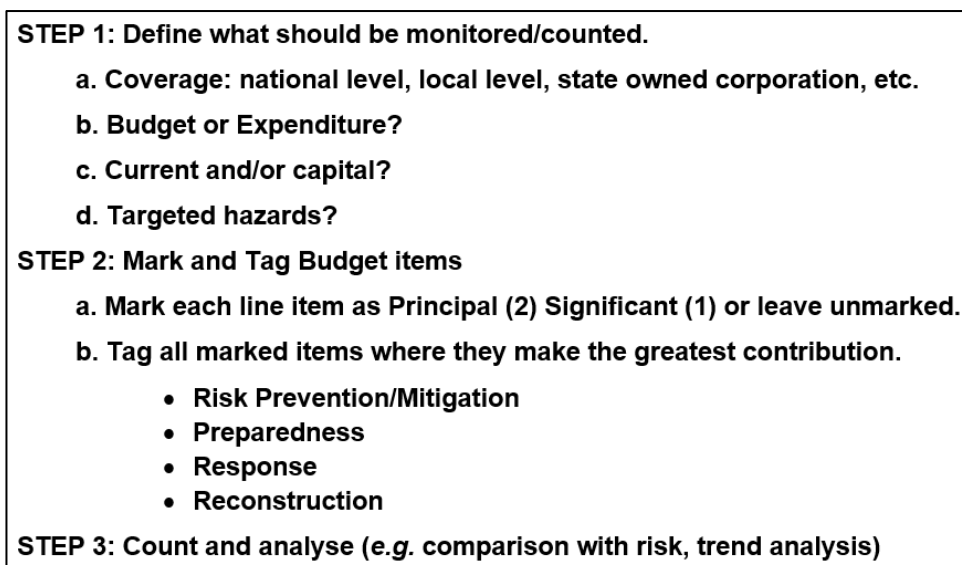 STEP 1: Define what should be monitored/counted.
a. Coverage: national level, local level, state owned corporation, etc.
b. Budget or Expenditure?
c. Current and/or capital?
d. Targeted hazards?
STEP 2: Mark and Tag Budget items
a. Mark each line item as Principal (2) Significant (1) or leave unmarked.
b. Tag all marked items where they make the greatest contribution.
• Risk Prevention/Mitigation
• Preparedness
• Response
• Reconstruction
STEP 3: Count and analyse (e.g. comparison with risk, trend analysis)